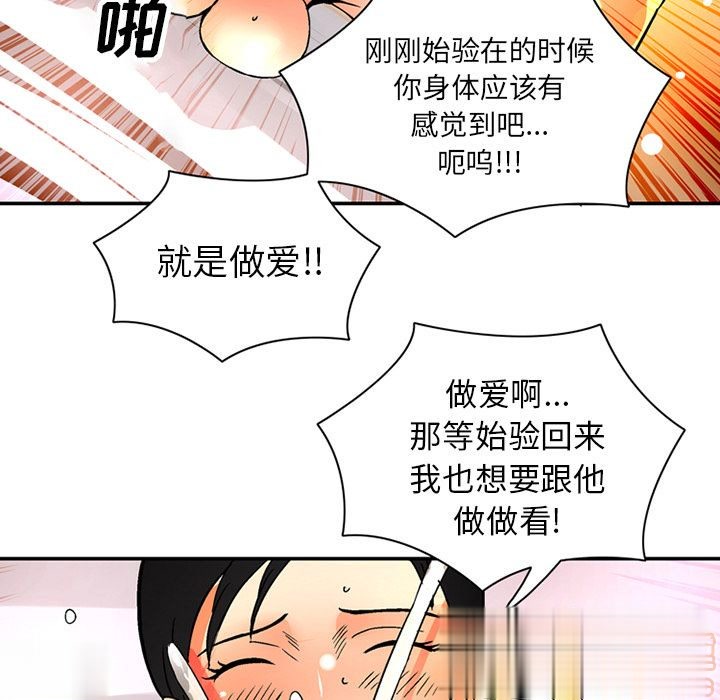 啪
刚刚始验在的时候
你身体应该有
感觉到吧...
呃呜!!!
就是做爱!!
做爱啊...
那等始验回来
我也想要跟他
做做看!